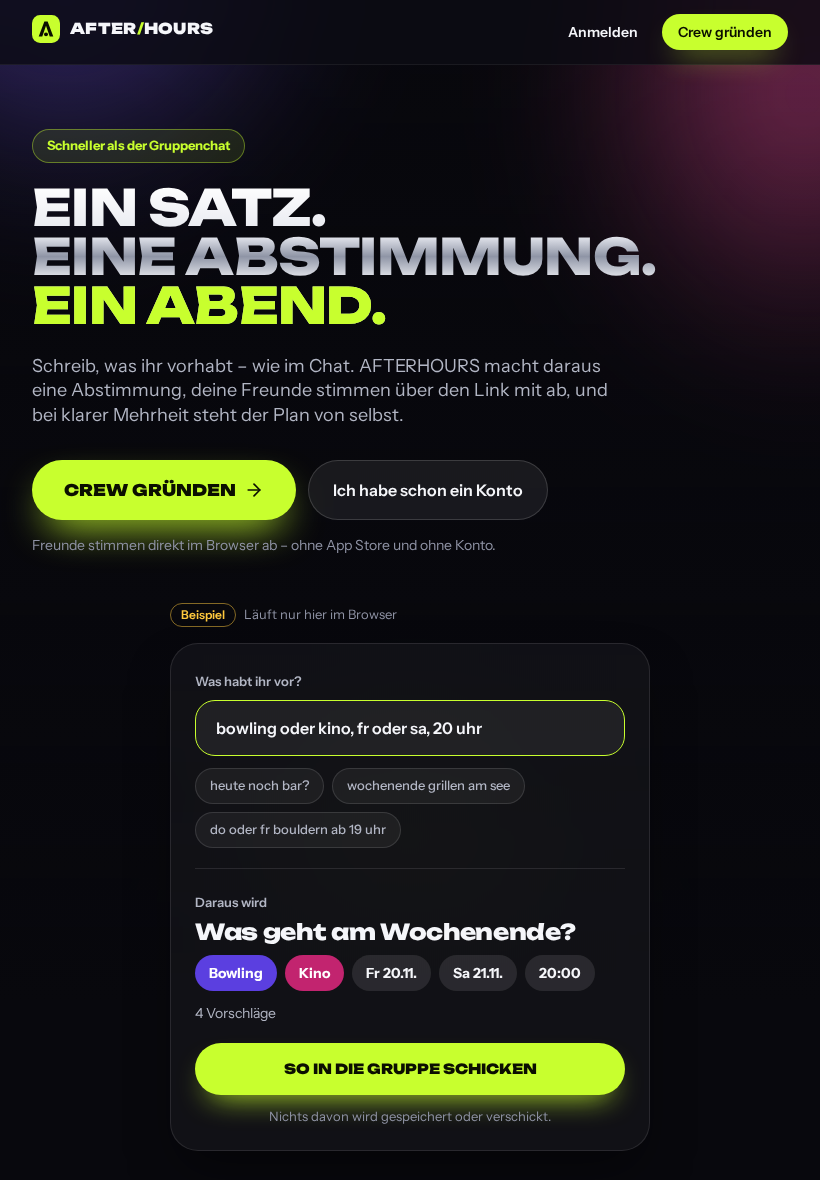 AFTER/HOURS
Anmelden
Crew gründen
Schneller als der Gruppenchat
EIN SATZ.
EINE ABSTIMMUNG.
EIN ABEND.
Schreib, was ihr vorhabt – wie im Chat. AFTERHOURS macht daraus
eine Abstimmung, deine Freunde stimmen über den Link mit ab, und
bei klarer Mehrheit steht der Plan von selbst.
CREW GRÜNDEN →
Ich habe schon ein Konto
Freunde stimmen direkt im Browser ab – ohne App Store und ohne Konto.
Beispiel
Läuft nur hier im Browser
Was habt ihr vor?
bowling oder kino, fr oder sa, 20 uhr
heute noch bar?
wochenende grillen am see
do oder fr bouldern ab 19 uhr
Daraus wird
Was geht am Wochenende?
Bowling
Kino
Fr 20.11.
Sa 21.11.
20:00
4 Vorschläge
SO IN DIE GRUPPE SCHICKEN
Nichts davon wird gespeichert oder verschickt.